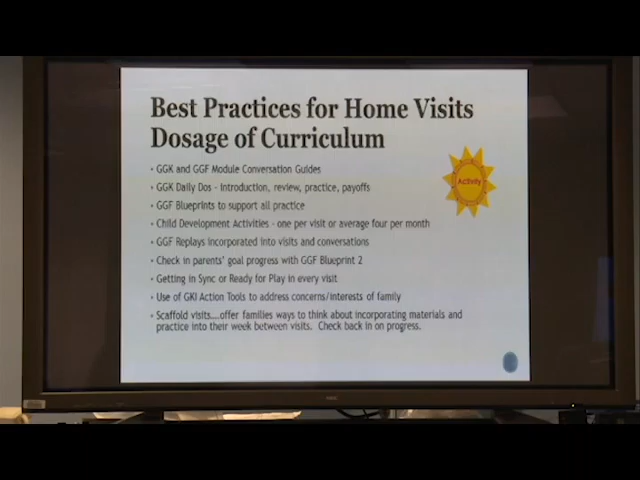 Best Practices for Home Visits
Dosage of Curriculum
• GGK and GGF Module Conversation Guides
• GGK Daily Dos - Introduction, review, practice, payoffs
• GGF Blueprints to support all practice
• Child Development Activities - one per visit or average four per month
• GGF Replays incorporated into visits and conversations
• Check in parents' goal progress with GGF Blueprint 2
• Getting in Sync or Ready for Play in every visit
• Use of GKI Action Tools to address concerns/interests of family
• Scaffold visits....offer families ways to think about incorporating materials and
practice into their week between visits. Check back in on progress.
Activity
NEC